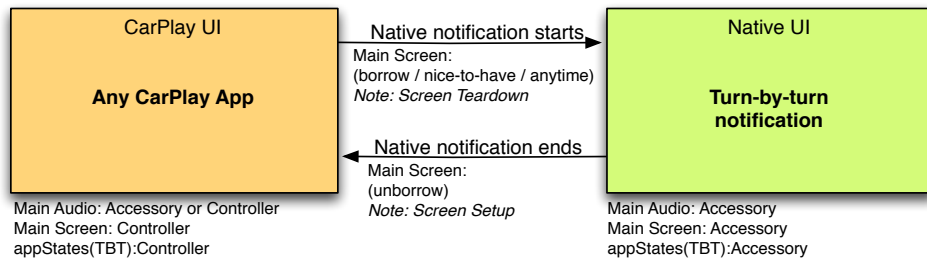 CarPlay UI
Any CarPlay App
Main Audio: Accessory or Controller
Main Screen: Controller
appStates(TBT):Controller
Native notification starts
Main Screen:
(borrow / nice-to-have / anytime)
Note: Screen Teardown
Native notification ends
Main Screen:
(unborrow)
Note: Screen Setup
Native UI
Turn-by-turn
notification
Main Audio: Accessory
Main Screen: Accessory
appStates(TBT):Accessory